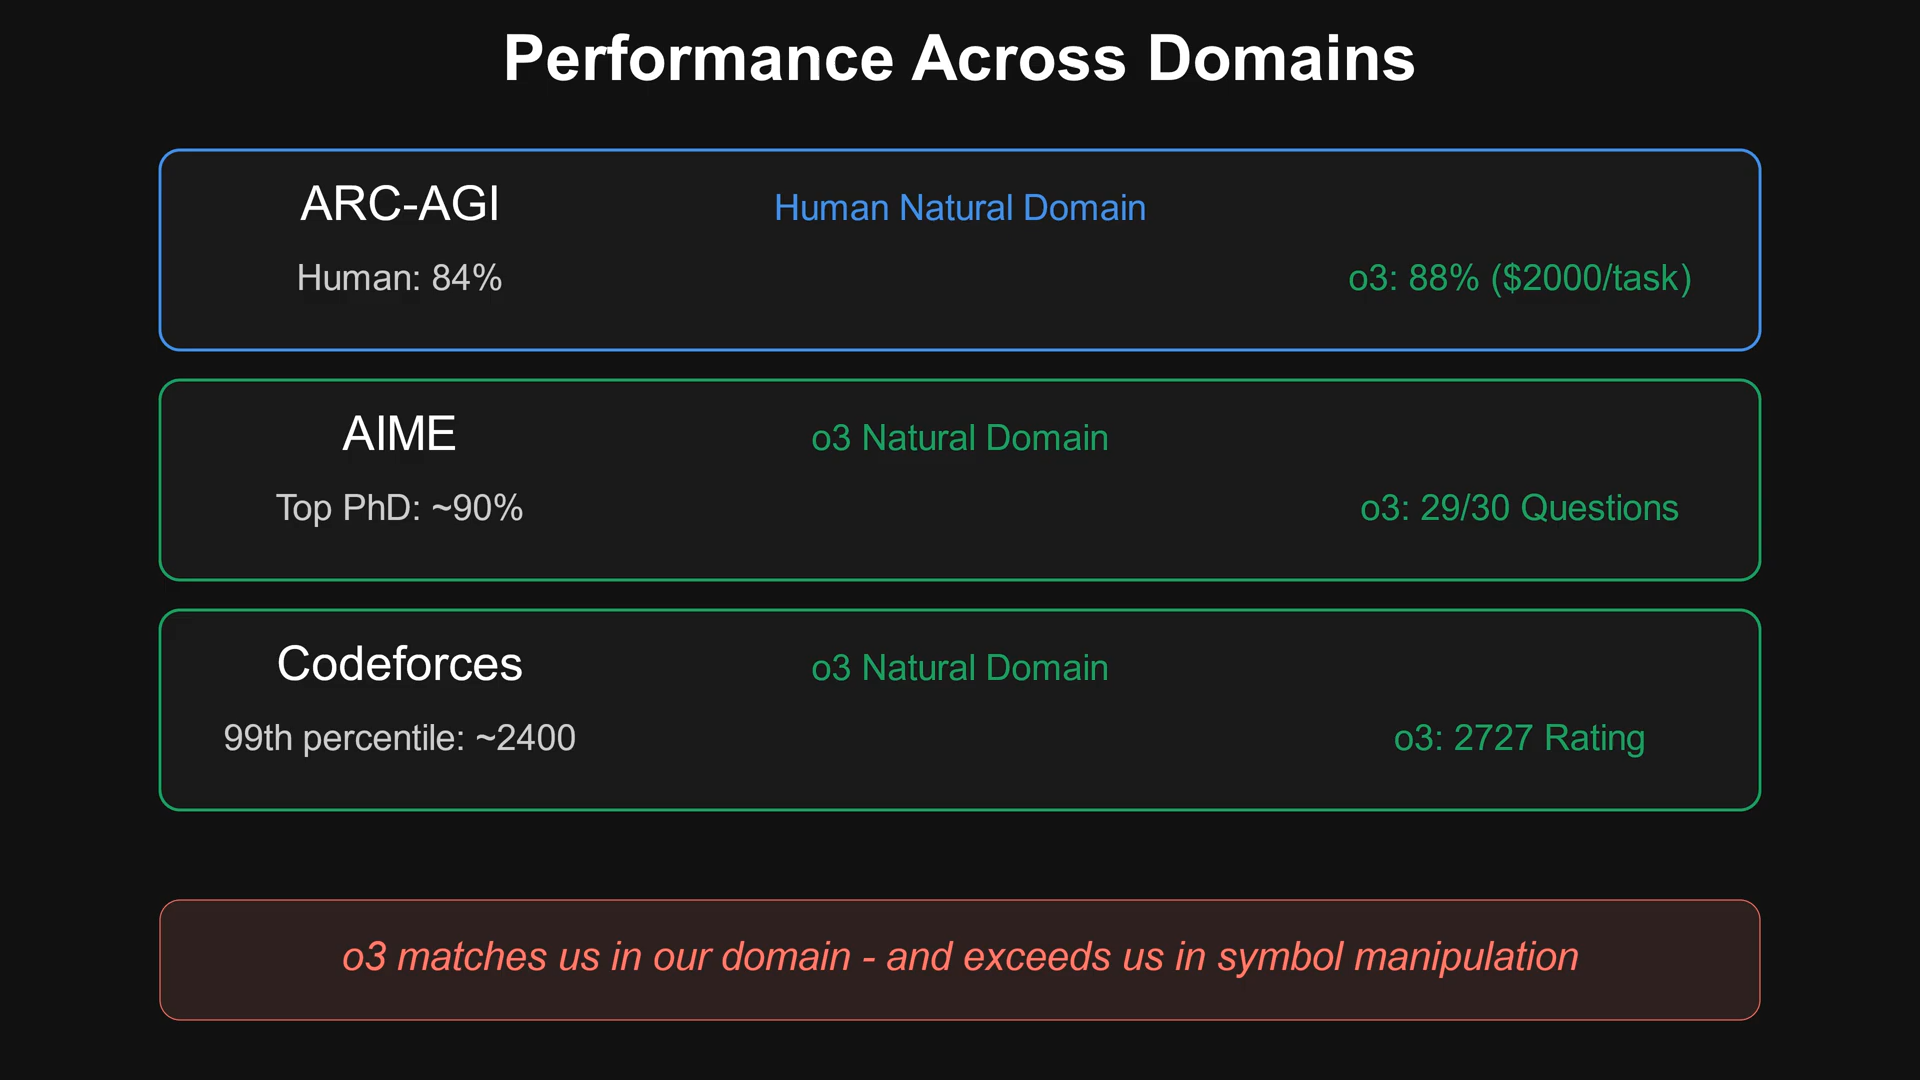 Performance Across Domains
ARC-AGI
Human Natural Domain
Human: 84%
o3: 88% ($2000/task)
AIME
o3 Natural Domain
Top PhD: ~90%
o3: 29/30 Questions
Codeforces
o3 Natural Domain
99th percentile: ~2400
o3: 2727 Rating
o3 matches us in our domain - and exceeds us in symbol manipulation